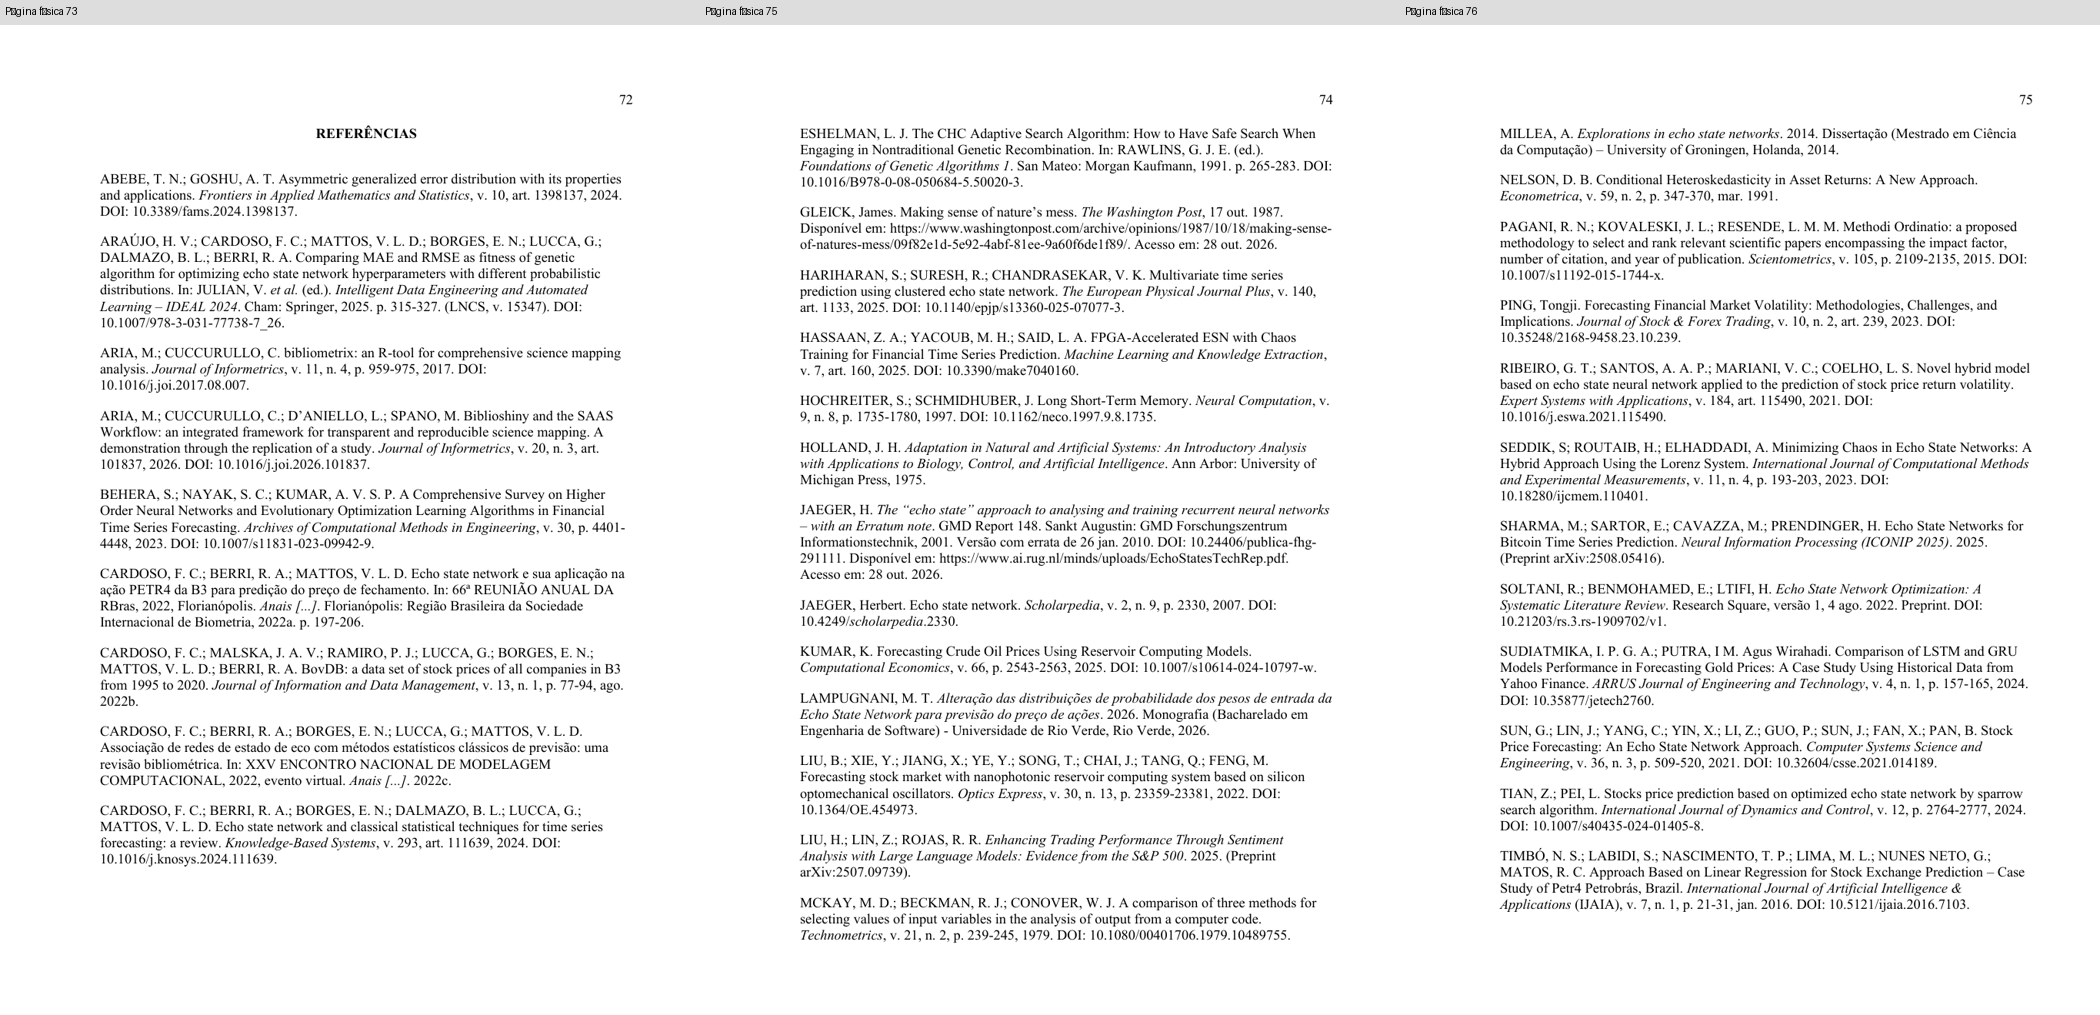 Página física 73
72
REFERÊNCIAS
ABEBE, T. N.; GOSHU, A. T. Asymmetric generalized error distribution with its properties
and applications. Frontiers in Applied Mathematics and Statistics, v. 10, art. 1398137, 2024.
DOI: 10.3389/fams.2024.1398137.
ARAÚJO, H. V.; CARDOSO, F. C.; MATTOS, V. L. D.; BORGES, E. N.; LUCCA, G.;
DALMAZO, B. L.; BERRI, R. A. Comparing MAE and RMSE as fitness of genetic
algorithm for optimizing echo state network hyperparameters with different probabilistic
distributions. In: JULIAN, V. et al. (ed.). Intelligent Data Engineering and Automated
Learning – IDEAL 2024. Cham: Springer, 2025. p. 315-327. (LNCS, v. 15347). DOI:
10.1007/978-3-031-77738-7_26.
ARIA, M.; CUCCURULLO, C. bibliometrix: an R-tool for comprehensive science mapping
analysis. Journal of Informetrics, v. 11, n. 4, p. 959-975, 2017. DOI:
10.1016/j.joi.2017.08.007.
ARIA, M.; CUCCURULLO, C.; D’ANIELLO, L.; SPANO, M. Biblioshiny and the SAAS
Workflow: an integrated framework for transparent and reproducible science mapping. A
demonstration through the replication of a study. Journal of Informetrics, v. 20, n. 3, art.
101837, 2026. DOI: 10.1016/j.joi.2026.101837.
BEHERA, S.; NAYAK, S. C.; KUMAR, A. V. S. P. A Comprehensive Survey on Higher
Order Neural Networks and Evolutionary Optimization Learning Algorithms in Financial
Time Series Forecasting. Archives of Computational Methods in Engineering, v. 30, p. 4401-
4448, 2023. DOI: 10.1007/s11831-023-09942-9.
CARDOSO, F. C.; BERRI, R. A.; MATTOS, V. L. D. Echo state network e sua aplicação na
ação PETR4 da B3 para predição do preço de fechamento. In: 66ª REUNIÃO ANUAL DA
RBras, 2022, Florianópolis. Anais [...]. Florianópolis: Região Brasileira da Sociedade
Internacional de Biometria, 2022a. p. 197-206.
CARDOSO, F. C.; MALSKA, J. A. V.; RAMIRO, P. J.; LUCCA, G.; BORGES, E. N.;
MATTOS, V. L. D.; BERRI, R. A. BovDB: a data set of stock prices of all companies in B3
from 1995 to 2020. Journal of Information and Data Management, v. 13, n. 1, p. 77-94, ago.
2022b.
CARDOSO, F. C.; BERRI, R. A.; BORGES, E. N.; LUCCA, G.; MATTOS, V. L. D.
Associação de redes de estado de eco com métodos estatísticos clássicos de previsão: uma
revisão bibliométrica. In: XXV ENCONTRO NACIONAL DE MODELAGEM
COMPUTACIONAL, 2022, evento virtual. Anais [...]. 2022c.
CARDOSO, F. C.; BERRI, R. A.; BORGES, E. N.; DALMAZO, B. L.; LUCCA, G.;
MATTOS, V. L. D. Echo state network and classical statistical techniques for time series
forecasting: a review. Knowledge-Based Systems, v. 293, art. 111639, 2024. DOI:
10.1016/j.knosys.2024.111639.
Página física 75
74
ESHELMAN, L. J. The CHC Adaptive Search Algorithm: How to Have Safe Search When
Engaging in Nontraditional Genetic Recombination. In: RAWLINS, G. J. E. (ed.).
Foundations of Genetic Algorithms 1. San Mateo: Morgan Kaufmann, 1991. p. 265-283. DOI:
10.1016/B978-0-08-050684-5.50020-3.
GLEICK, James. Making sense of nature’s mess. The Washington Post, 17 out. 1987.
Disponível em: https://www.washingtonpost.com/archive/opinions/1987/10/18/making-sense-
of-natures-mess/09f82e1d-5e92-4abf-81ee-9a60f6de1f89/. Acesso em: 28 out. 2026.
HARIHARAN, S.; SURESH, R.; CHANDRASEKAR, V. K. Multivariate time series
prediction using clustered echo state network. The European Physical Journal Plus, v. 140,
art. 1133, 2025. DOI: 10.1140/epjp/s13360-025-07077-3.
HASSAAN, Z. A.; YACOUB, M. H.; SAID, L. A. FPGA-Accelerated ESN with Chaos
Training for Financial Time Series Prediction. Machine Learning and Knowledge Extraction,
v. 7, art. 160, 2025. DOI: 10.3390/make7040160.
HOCHREITER, S.; SCHMIDHUBER, J. Long Short-Term Memory. Neural Computation, v.
9, n. 8, p. 1735-1780, 1997. DOI: 10.1162/neco.1997.9.8.1735.
HOLLAND, J. H. Adaptation in Natural and Artificial Systems: An Introductory Analysis
with Applications to Biology, Control, and Artificial Intelligence. Ann Arbor: University of
Michigan Press, 1975.
JAEGER, H. The “echo state” approach to analysing and training recurrent neural networks
– with an Erratum note. GMD Report 148. Sankt Augustin: GMD Forschungszentrum
Informationstechnik, 2001. Versão com errata de 26 jan. 2010. DOI: 10.24406/publica-fhg-
291111. Disponível em: https://www.ai.rug.nl/minds/uploads/EchoStatesTechRep.pdf.
Acesso em: 28 out. 2026.
JAEGER, Herbert. Echo state network. Scholarpedia, v. 2, n. 9, p. 2330, 2007. DOI:
10.4249/scholarpedia.2330.
KUMAR, K. Forecasting Crude Oil Prices Using Reservoir Computing Models.
Computational Economics, v. 66, p. 2543-2563, 2025. DOI: 10.1007/s10614-024-10797-w.
LAMPUGNANI, M. T. Alteração das distribuições de probabilidade dos pesos de entrada da
Echo State Network para previsão do preço de ações. 2026. Monografia (Bacharelado em
Engenharia de Software) - Universidade de Rio Verde, Rio Verde, 2026.
LIU, B.; XIE, Y.; JIANG, X.; YE, Y.; SONG, T.; CHAI, J.; TANG, Q.; FENG, M.
Forecasting stock market with nanophotonic reservoir computing system based on silicon
optomechanical oscillators. Optics Express, v. 30, n. 13, p. 23359-23381, 2022. DOI:
10.1364/OE.454973.
LIU, H.; LIN, Z.; ROJAS, R. R. Enhancing Trading Performance Through Sentiment
Analysis with Large Language Models: Evidence from the S&P 500. 2025. (Preprint
arXiv:2507.09739).
MCKAY, M. D.; BECKMAN, R. J.; CONOVER, W. J. A comparison of three methods for
selecting values of input variables in the analysis of output from a computer code.
Technometrics, v. 21, n. 2, p. 239-245, 1979. DOI: 10.1080/00401706.1979.10489755.
Página física 76
75
MILLEA, A. Explorations in echo state networks. 2014. Dissertação (Mestrado em Ciência
da Computação) – University of Groningen, Holanda, 2014.
NELSON, D. B. Conditional Heteroskedasticity in Asset Returns: A New Approach.
Econometrica, v. 59, n. 2, p. 347-370, mar. 1991.
PAGANI, R. N.; KOVALESKI, J. L.; RESENDE, L. M. M. Methodi Ordinatio: a proposed
methodology to select and rank relevant scientific papers encompassing the impact factor,
number of citation, and year of publication. Scientometrics, v. 105, p. 2109-2135, 2015. DOI:
10.1007/s11192-015-1744-x.
PING, Tongji. Forecasting Financial Market Volatility: Methodologies, Challenges, and
Implications. Journal of Stock & Forex Trading, v. 10, n. 2, art. 239, 2023. DOI:
10.35248/2168-9458.23.10.239.
RIBEIRO, G. T.; SANTOS, A. A. P.; MARIANI, V. C.; COELHO, L. S. Novel hybrid model
based on echo state neural network applied to the prediction of stock price return volatility.
Expert Systems with Applications, v. 184, art. 115490, 2021. DOI:
10.1016/j.eswa.2021.115490.
SEDDIK, S; ROUTAIB, H.; ELHADDADI, A. Minimizing Chaos in Echo State Networks: A
Hybrid Approach Using the Lorenz System. International Journal of Computational Methods
and Experimental Measurements, v. 11, n. 4, p. 193-203, 2023. DOI:
10.18280/ijcmem.110401.
SHARMA, M.; SARTOR, E.; CAVAZZA, M.; PRENDINGER, H. Echo State Networks for
Bitcoin Time Series Prediction. Neural Information Processing (ICONIP 2025). 2025.
(Preprint arXiv:2508.05416).
SOLTANI, R.; BENMOHAMED, E.; LTIFI, H. Echo State Network Optimization: A
Systematic Literature Review. Research Square, versão 1, 4 ago. 2022. Preprint. DOI:
10.21203/rs.3.rs-1909702/v1.
SUDIATMIKA, I. P. G. A.; PUTRA, I M. Agus Wirahadi. Comparison of LSTM and GRU
Models Performance in Forecasting Gold Prices: A Case Study Using Historical Data from
Yahoo Finance. ARRUS Journal of Engineering and Technology, v. 4, n. 1, p. 157-165, 2024.
DOI: 10.35877/jetech2760.
SUN, G.; LIN, J.; YANG, C.; YIN, X.; LI, Z.; GUO, P.; SUN, J.; FAN, X.; PAN, B. Stock
Price Forecasting: An Echo State Network Approach. Computer Systems Science and
Engineering, v. 36, n. 3, p. 509-520, 2021. DOI: 10.32604/csse.2021.014189.
TIAN, Z.; PEI, L. Stocks price prediction based on optimized echo state network by sparrow
search algorithm. International Journal of Dynamics and Control, v. 12, p. 2764-2777, 2024.
DOI: 10.1007/s40435-024-01405-8.
TIMBÓ, N. S.; LABIDI, S.; NASCIMENTO, T. P.; LIMA, M. L.; NUNES NETO, G.;
MATOS, R. C. Approach Based on Linear Regression for Stock Exchange Prediction – Case
Study of Petr4 Petrobrás, Brazil. International Journal of Artificial Intelligence &
Applications (IJAIA), v. 7, n. 1, p. 21-31, jan. 2016. DOI: 10.5121/ijaia.2016.7103.